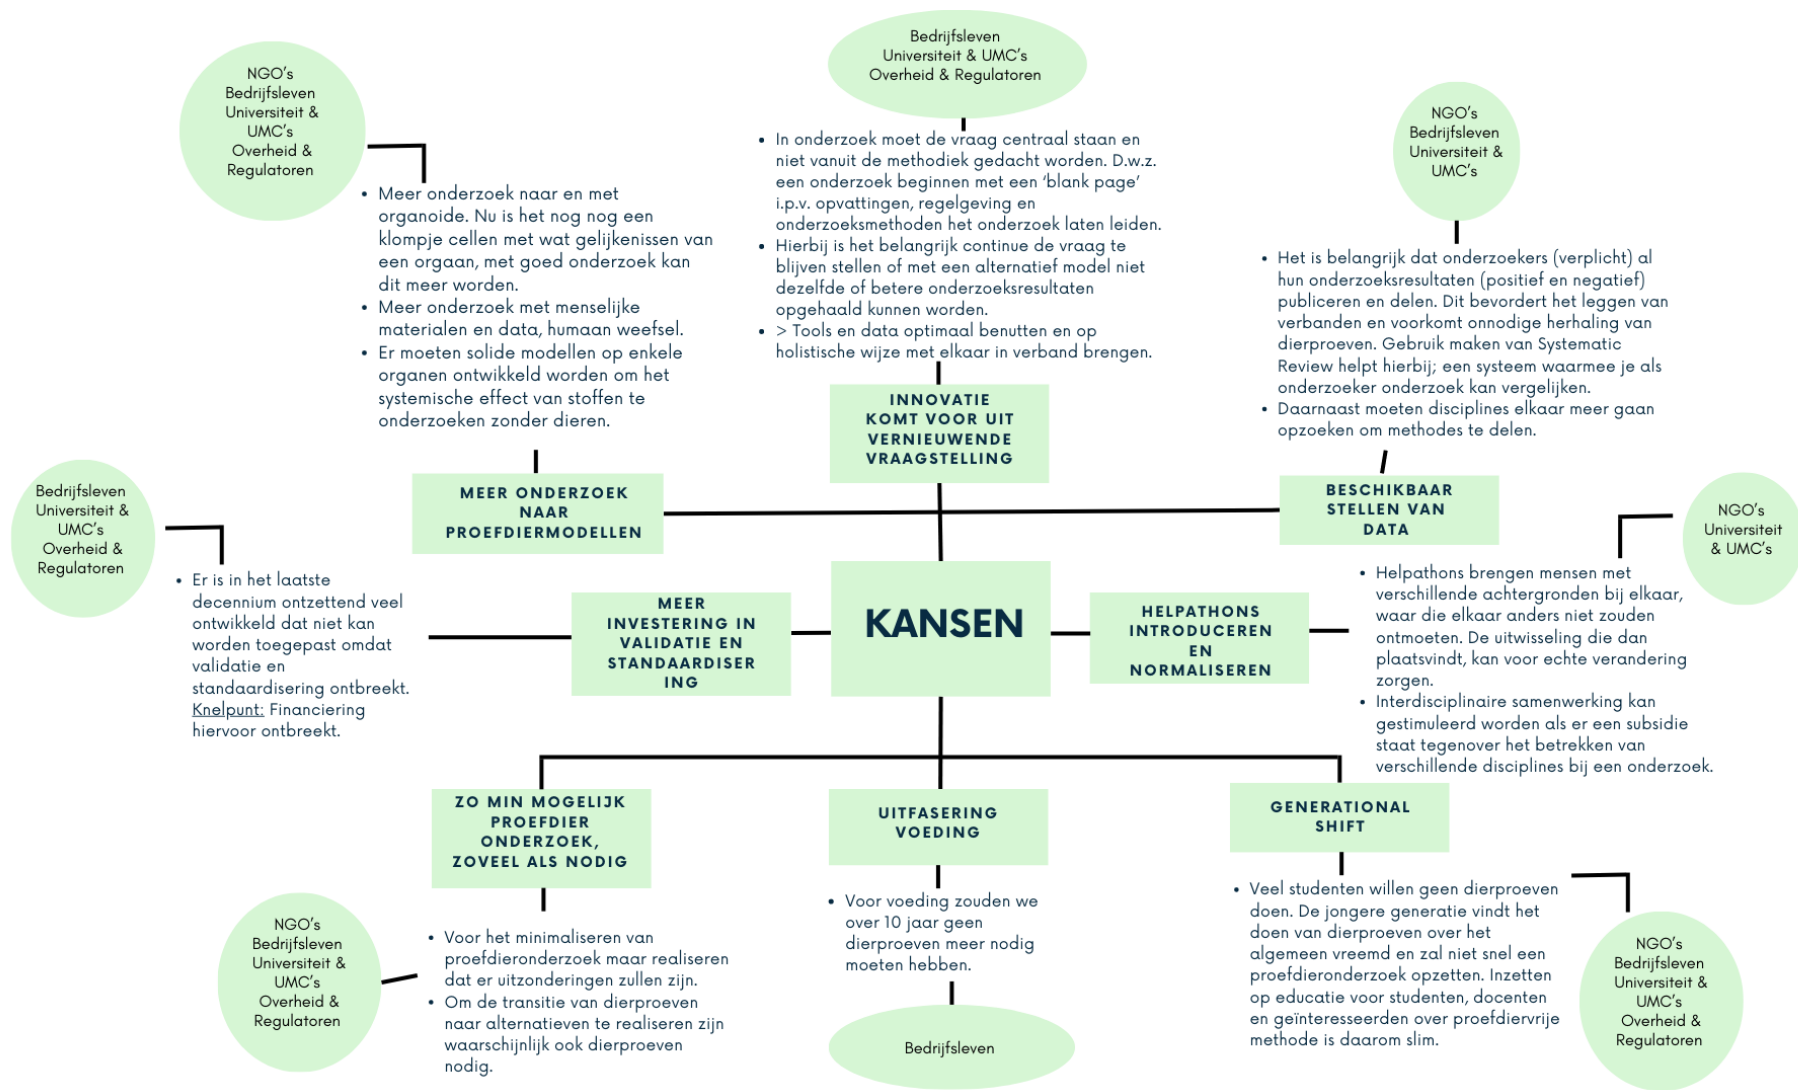 NGO's
Bedrijfsleven
Universiteit &
UMC's
Overheid &
Regulatoren
Meer onderzoek naar en met
organoide. Nu is het nog nog een
klompje cellen met wat gelijkenissen van
een orgaan, met goed onderzoek kan
dit meer worden.
Meer onderzoek met menselijke
materialen en data, humaan weefsel.
Er moeten solide modellen op enkele
organen ontwikkeld worden om het
systemische effect van stoffen te
onderzoeken zonder dieren.
MEER ONDERZOEK
NAAR
PROEFDIERMODELLEN
Bedrijfsleven
Universiteit & UMC's
Overheid & Regulatoren
In onderzoek moet de vraag centraal staan en
niet vanuit de methodiek gedacht worden. D.w.z.
een onderzoek beginnen met een 'blank page'
i.p.v. opvattingen, regelgeving en
onderzoeksmethoden het onderzoek laten leiden.
Hierbij is het belangrijk continue de vraag te
blijven stellen of met een alternatief model niet
dezelfde of betere onderzoeksresultaten
opgehaald kunnen worden.
> Tools en data optimaal benutten en op
holistische wijze met elkaar in verband brengen.
INNOVATIE
KOMT VOOR UIT
VERNIEUWENDE
VRAAGSTELLING
NGO's
Bedrijfsleven
Universiteit &
UMC's
Het is belangrijk dat onderzoekers (verplicht) al
hun onderzoeksresultaten (positief en negatief)
publiceren en delen. Dit bevordert het leggen van
verbanden en voorkomt onnodige herhaling van
dierproeven. Gebruik maken van Systematic
Review helpt hierbij; een systeem waarmee je als
onderzoeker onderzoek kan vergelijken.
Daarnaast moeten disciplines elkaar meer gaan
opzoeken om methodes te delen.
BESCHIKBAAR
STELLEN VAN
DATA
Bedrijfsleven
Universiteit &
UMC's
Overheid &
Regulatoren
Er is in het laatste
decennium ontzettend veel
ontwikkeld dat niet kan
worden toegepast omdat
validatie en
standaardisering ontbreekt.
Knelpunt: Financiering
hiervoor ontbreekt.
MEER
INVESTERING IN
VALIDATIE EN
STANDAARDISER
ING
KANSEN
HELPATHONS
INTRODUCEREN
EN
NORMALISEREN
NGO's
Universiteit
& UMC's
Helpathons brengen mensen met
verschillende achtergronden bij elkaar,
waar die elkaar anders niet zouden
ontmoeten. De uitwisseling die dan
plaatsvindt, kan voor echte verandering
zorgen.
Interdisciplinaire samenwerking kan
gestimuleerd worden als er een subsidie
staat tegenover het betrekken van
verschillende disciplines bij een onderzoek.
ZO MIN MOGELIJK
PROEFDIER
ONDERZOEK,
ZOVEEL ALS NODIG
NGO's
Bedrijfsleven
Universiteit &
UMC's
Overheid &
Regulatoren
Voor het minimaliseren van
proefdieronderzoek maar realiseren
dat er uitzonderingen zullen zijn.
Om de transitie van dierproeven
naar alternatieven te realiseren zijn
waarschijnlijk ook dierproeven
nodig.
UITFASERING
VOEDING
Voor voeding zouden we
over 10 jaar geen
dierproeven meer nodig
moeten hebben.
Bedrijfsleven
GENERATIONAL
SHIFT
Veel studenten willen geen dierproeven
doen. De jongere generatie vindt het
doen van dierproeven over het
algemeen vreemd en zal niet snel een
proefdieronderzoek opzetten. Inzetten
op educatie voor studenten, docenten
en geïnteresseerden over proefdiervrije
methode is daarom slim.
NGO's
Bedrijfsleven
Universiteit &
UMC's
Overheid &
Regulatoren